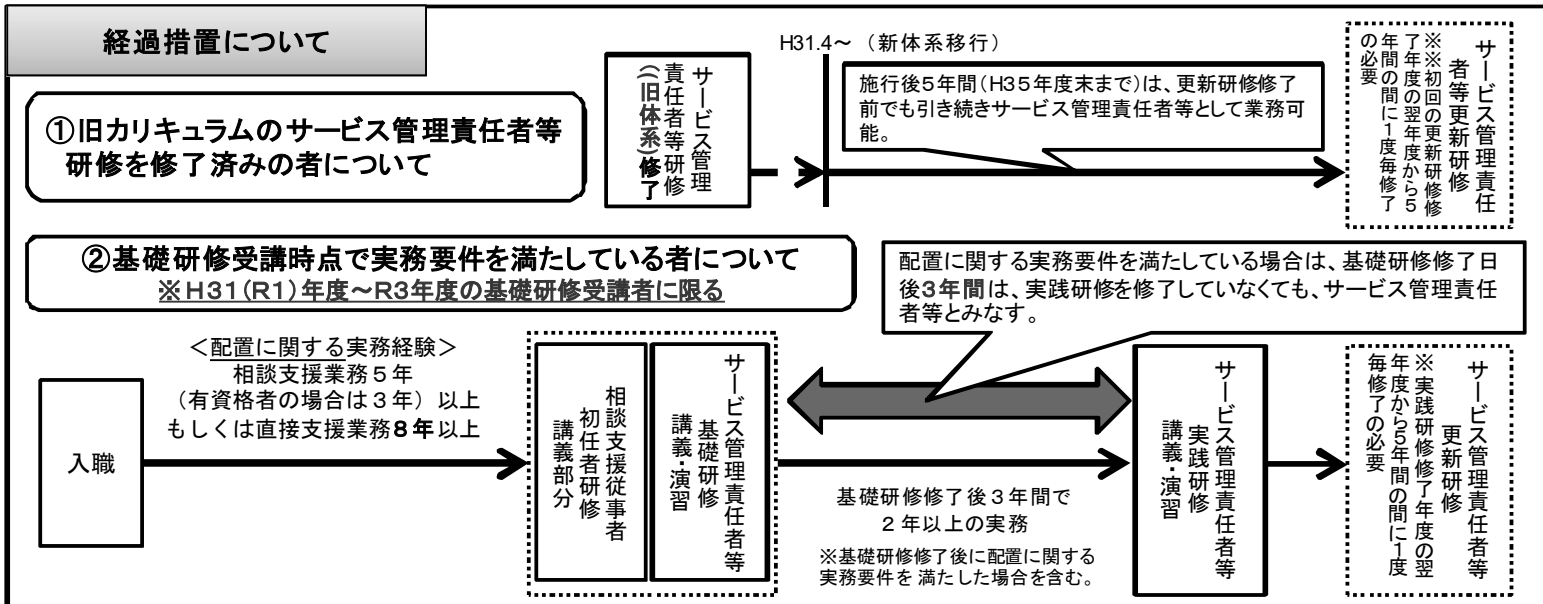 経過措置について
H31.4～ （新体系移行）
①旧カリキュラムのサービス管理責任者等
研修を修了済みの者について
サービス管理
責任者等研修
（旧体系）修了
施行後5年間（H35年度末まで）は、更新研修修了
前でも引き続きサービス管理責任者等として業務可
能。
サービス管理責任
者等更新研修
※※初回の更新研修修
了年度の翌年度から5
年間の間に1度毎修了
の必要
②基礎研修受講時点で実務要件を満たしている者について
※H31（R1）年度～R3年度の基礎研修受講者に限る
配置に関する実務要件を満たしている場合は、基礎研修修了日
後3年間は、実践研修を修了していなくても、サービス管理責任
者等とみなす。
入職
＜配置に関する実務経験＞
相談支援業務５年
（有資格者の場合は３年）以上
もしくは直接支援業務８年以上
相談支援従事者
初任者研修
講義部分
サービス管理責任者等
基礎研修
講義・演習
基礎研修修了後３年間で
２年以上の実務
※基礎研修修了後に配置に関する
実務要件を 満たした場合を含む。
サービス管理責任者等
実践研修
講義・演習
サービス管理責任者等
更新研修
※実践研修修了年度の翌
年度から5年間の間に1度
毎修了の必要